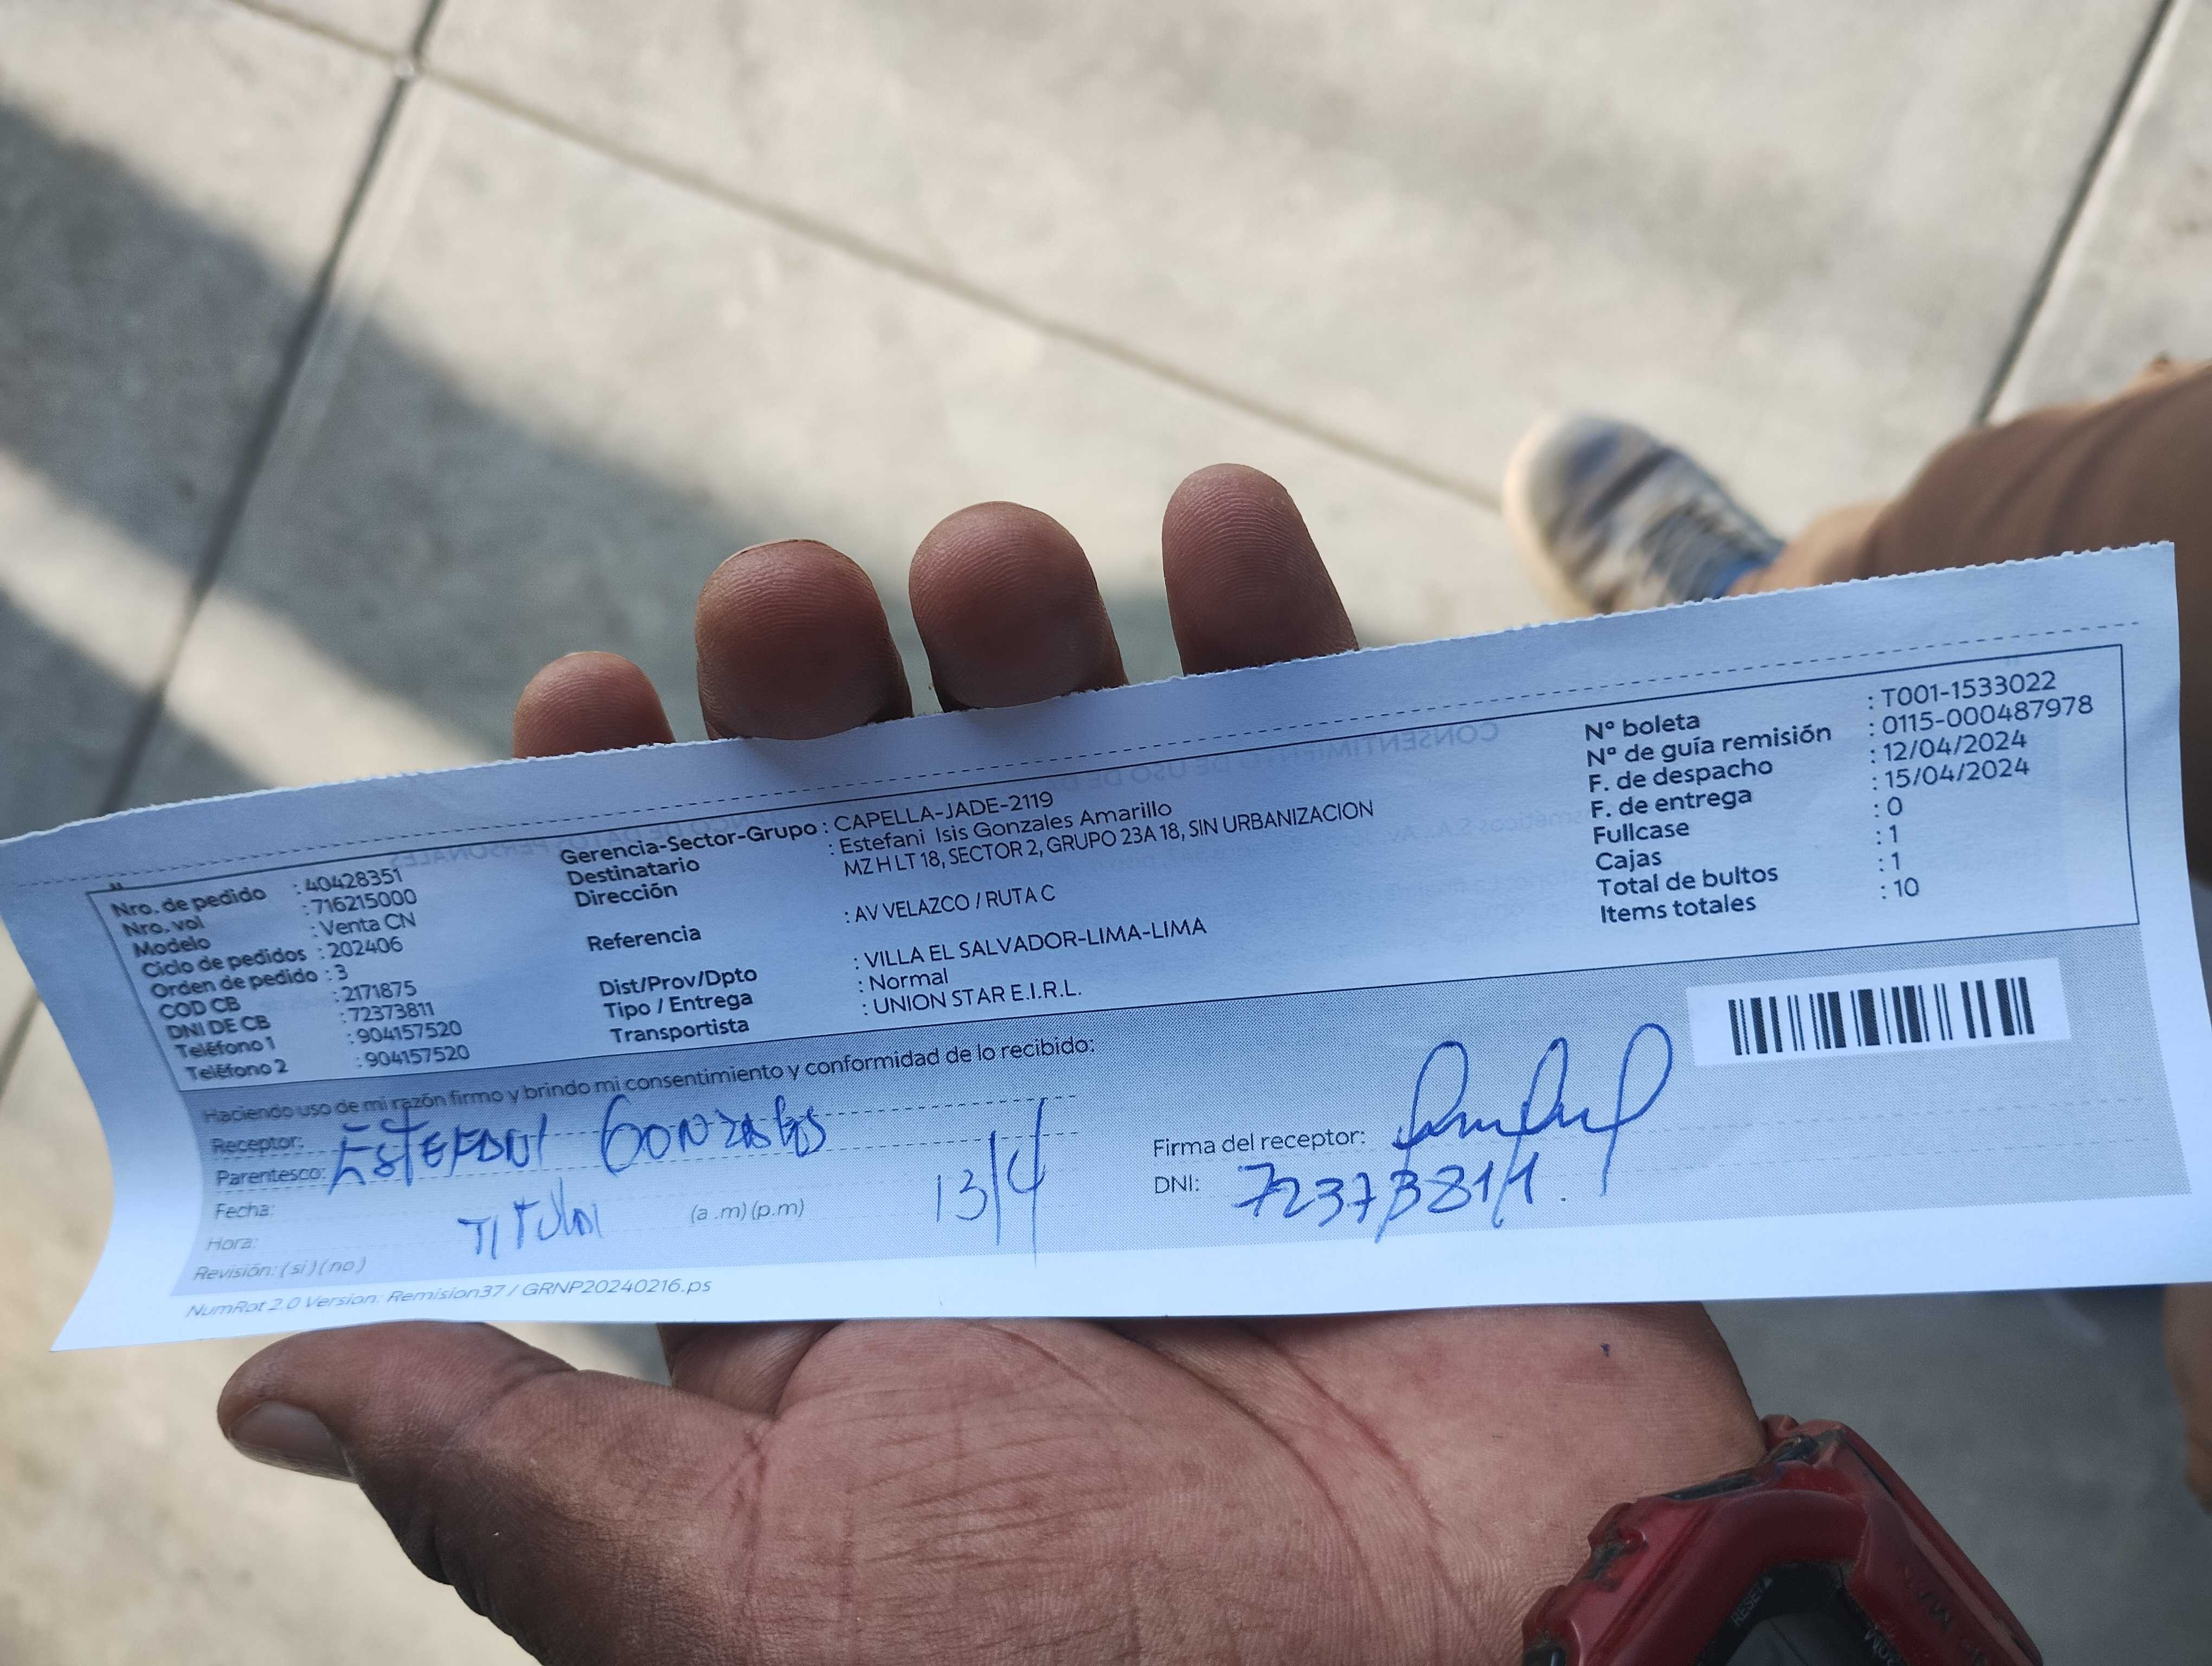 Nro. de pedido : 40428351
Nro. vol : 716215000
Modelo : Venta CN
Ciclo de pedidos : 202406
Orden de pedido : 3
COD CB : 2171875
DNI DE CB : 72373811
Teléfono 1 : 904157520
Teléfono 2 : 904157520
Gerencia-Sector-Grupo : CAPELLA-JADE-2119
Destinatario : Estefani Isis Gonzales Amarillo
Dirección MZ H LT 18, SECTOR 2, GRUPO 23A 18, SIN URBANIZACION
Referencia : AV VELAZCO / RUTA C
Dist/Prov/Dpto : VILLA EL SALVADOR-LIMA-LIMA
Tipo / Entrega : Normal
Transportista : UNION STAR E.I.R.L.
Nº boleta : T001-1533022
Nº de guía remisión : 0115-000487978
F. de despacho : 12/04/2024
F. de entrega : 15/04/2024
Fullcase : 0
Cajas : 1
Total de bultos : 1
Items totales : 10
Haciendo uso de mi razón firmo y brindo mi consentimiento y conformidad de lo recibido:
Receptor: ESTEFANI GONZALES
Parentesco:
Fecha: TITULAR 13/4
Hora: (a.m) (p.m)
Revisión: ( si ) ( no )
Firma del receptor:
DNI: 72373811.
NumRot 2.0 Version: Remision37 / GRNP20240216.ps
RESET